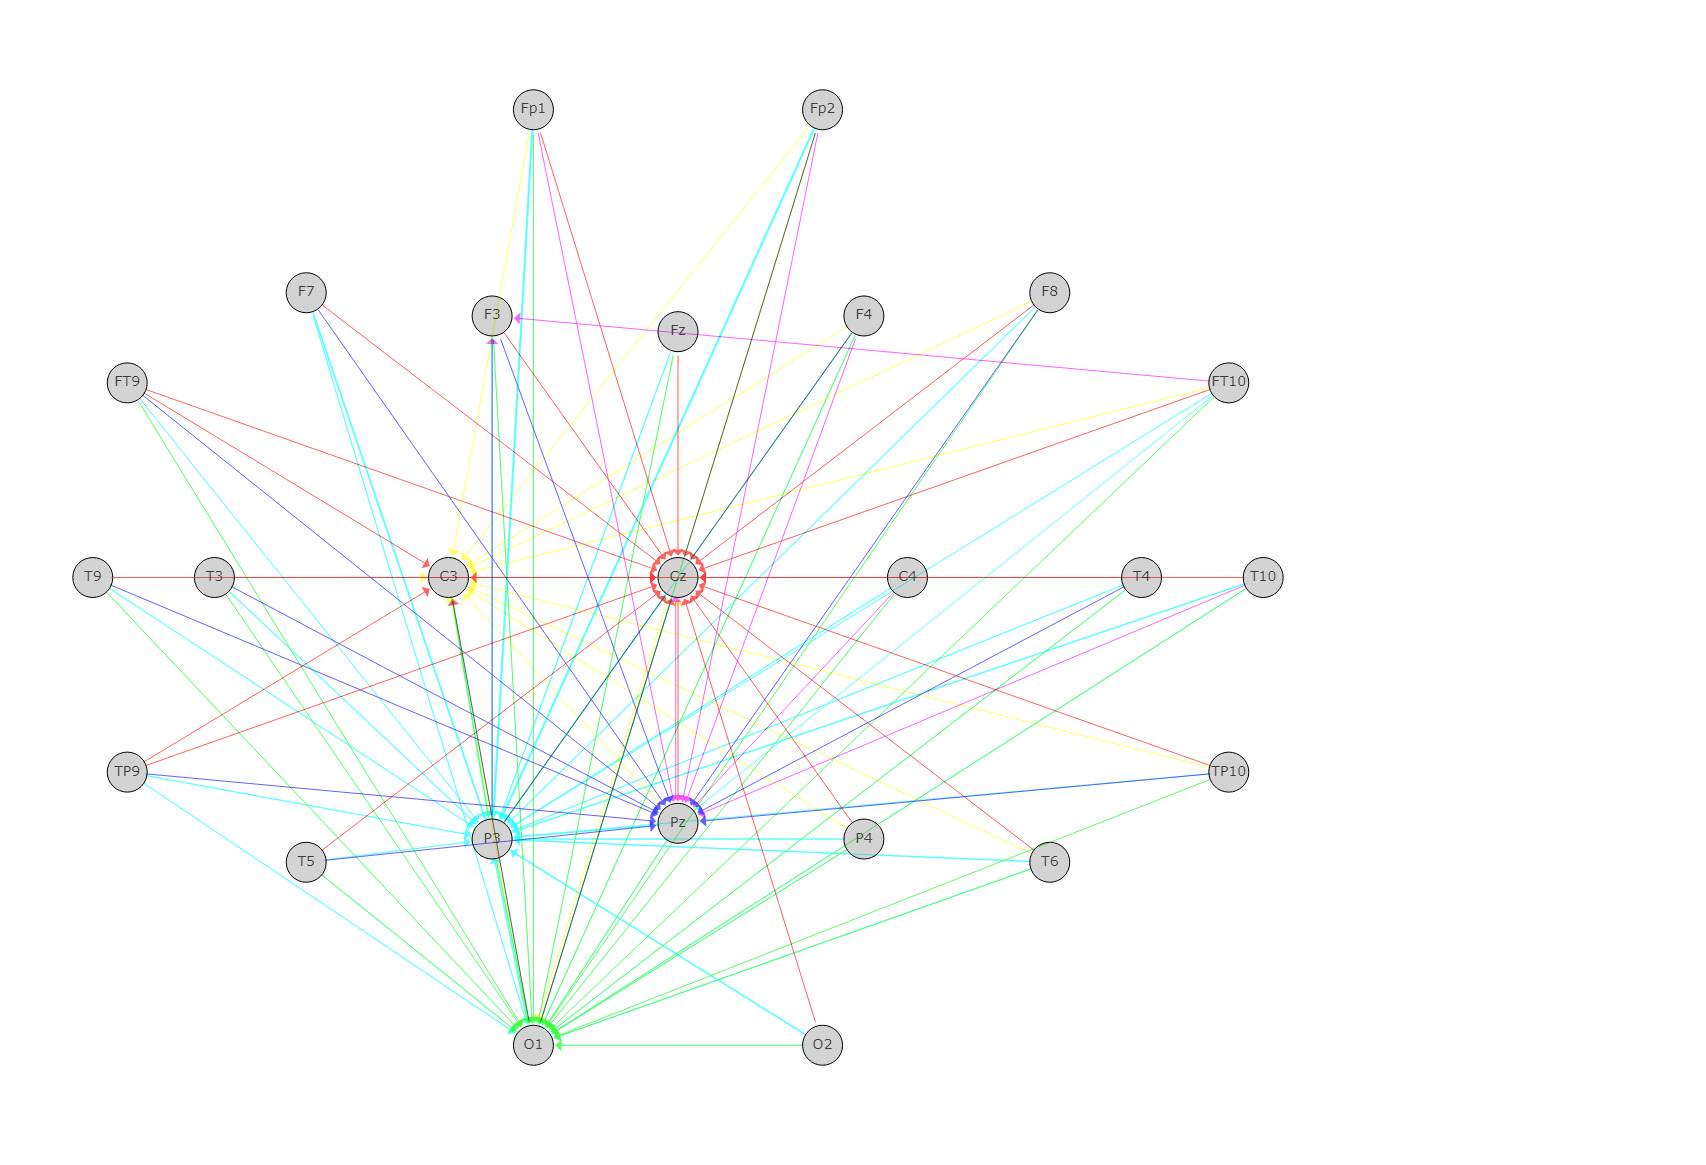 Fp1 Fp2
F7 F3 Fz F4 F8
FT9 FT10
T9 T3 C3 Cz C4 T4 T10
TP9 TP10
T5 P3 Pz P4 T6
O1 O2